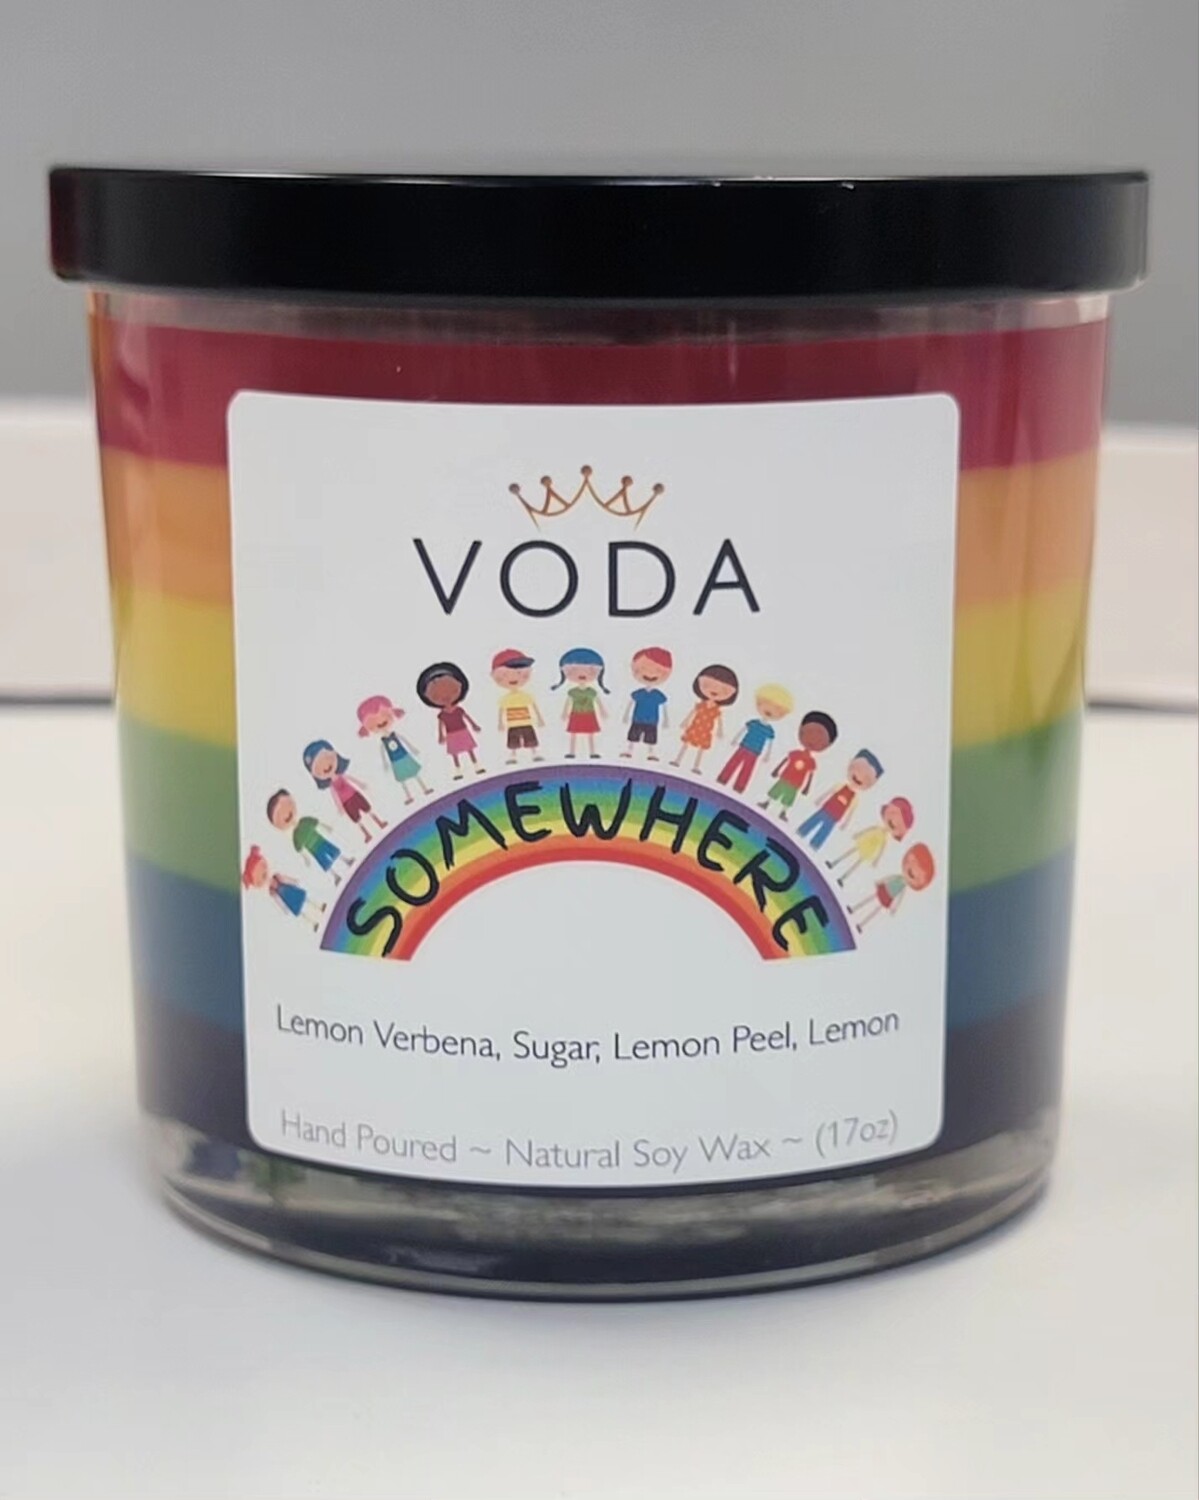 VODA
SOMEWHERE
Lemon Verbena, Sugar, Lemon Peel, Lemon
Hand Poured ~ Natural Soy Wax ~ (17oz)